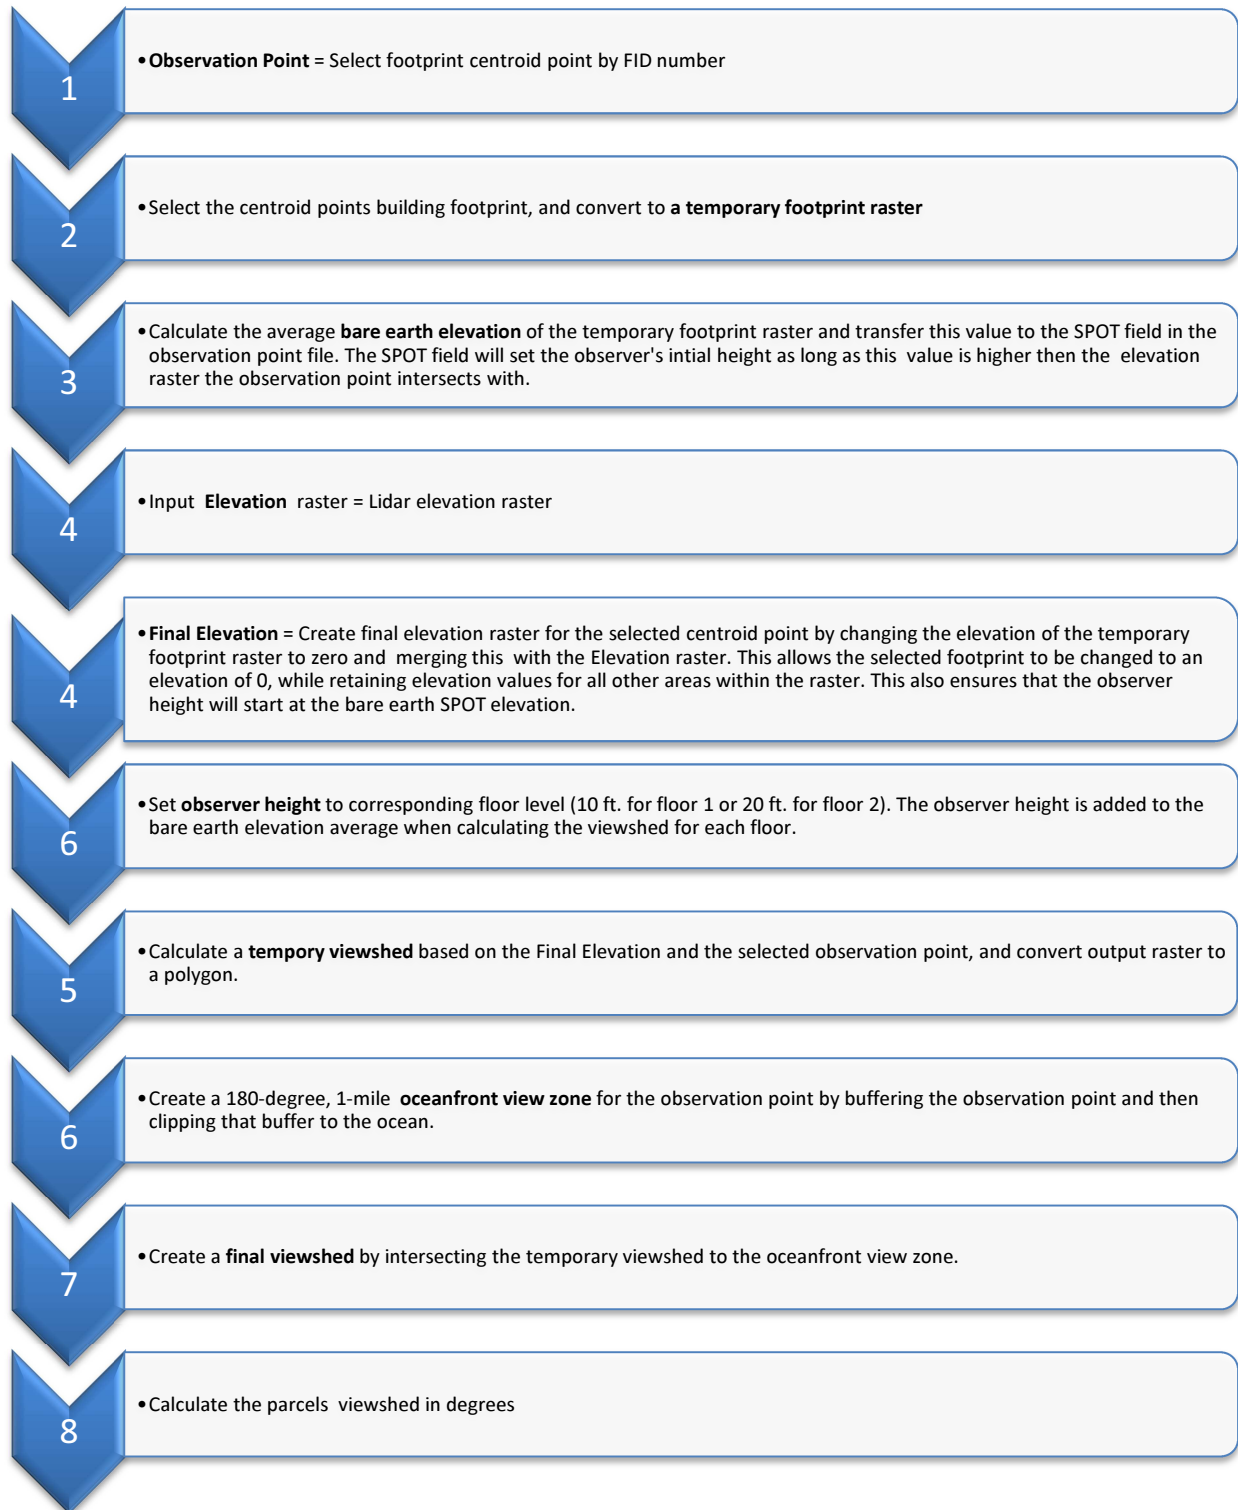 1
•Observation Point = Select footprint centroid point by FID number
2
•Select the centroid points building footprint, and convert to a temporary footprint raster
3
•Calculate the average bare earth elevation of the temporary footprint raster and transfer this value to the SPOT field in the
observation point file. The SPOT field will set the observer's intial height as long as this value is higher then the elevation
raster the observation point intersects with.
4
•Input Elevation raster = Lidar elevation raster
4
•Final Elevation = Create final elevation raster for the selected centroid point by changing the elevation of the temporary
footprint raster to zero and merging this with the Elevation raster. This allows the selected footprint to be changed to an
elevation of 0, while retaining elevation values for all other areas within the raster. This also ensures that the observer
height will start at the bare earth SPOT elevation.
6
•Set observer height to corresponding floor level (10 ft. for floor 1 or 20 ft. for floor 2). The observer height is added to the
bare earth elevation average when calculating the viewshed for each floor.
5
•Calculate a tempory viewshed based on the Final Elevation and the selected observation point, and convert output raster to
a polygon.
6
•Create a 180-degree, 1-mile oceanfront view zone for the observation point by buffering the observation point and then
clipping that buffer to the ocean.
7
•Create a final viewshed by intersecting the temporary viewshed to the oceanfront view zone.
8
•Calculate the parcels viewshed in degrees